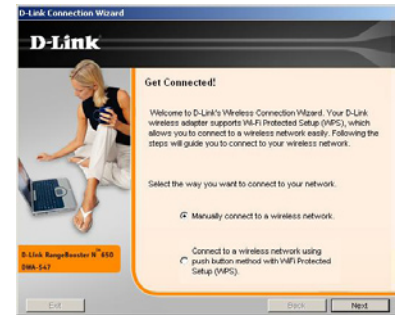 D-Link Connection Wizard
D-Link
Get Connected!
Welcome to D-Link's Wireless Connection Wizard. Your D-Link
wireless adapter supports Wi-Fi Protected Setup (WPS), which
allows you to connect to a wireless network easily. Following the
steps will guide you to connect to your wireless network.
Select the way you want to connect to your network.
Manually connect to a wireless network.
Connect to a wireless network using
push button method with WiFi Protected
Setup (WPS).
D-Link RangeBooster N™ 650
DWA-547
Exit
Back
Next